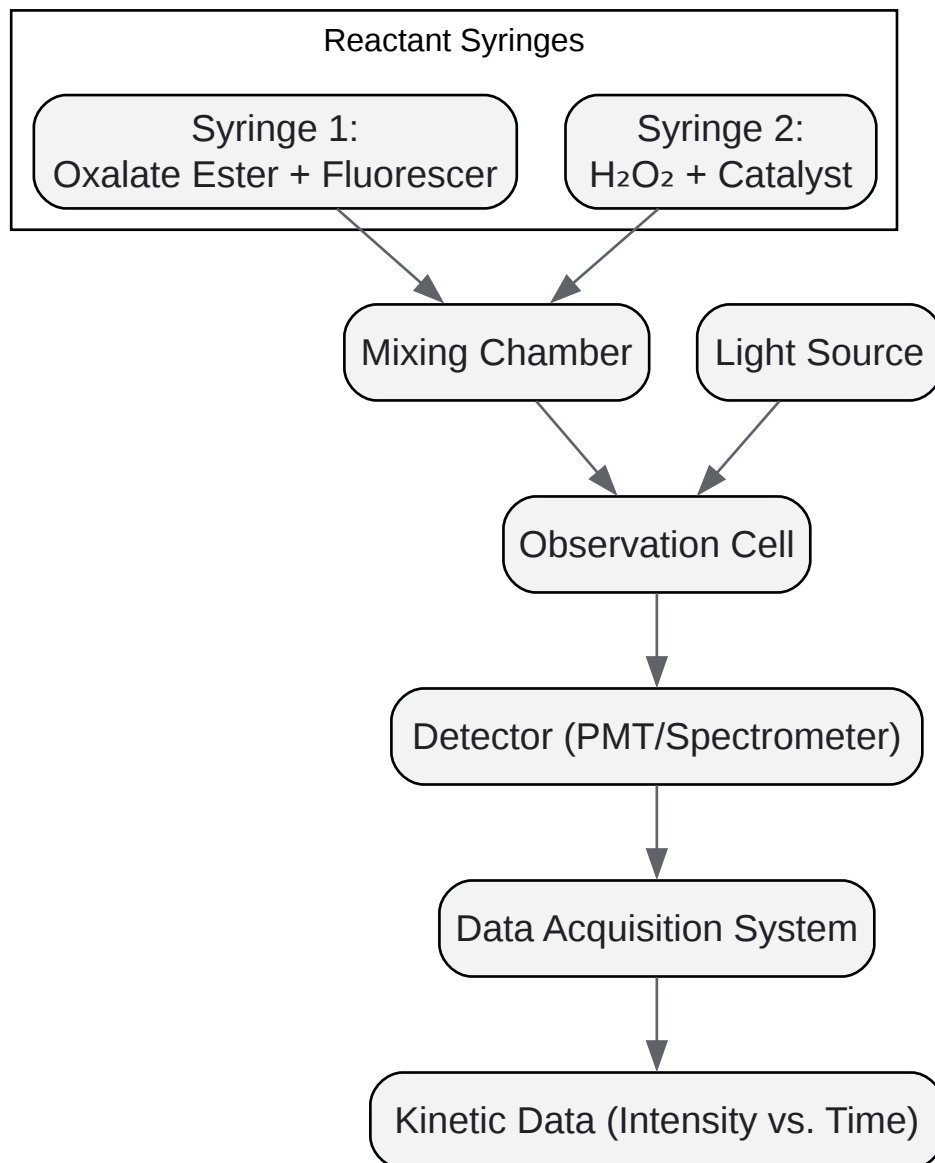 Reactant Syringes
Syringe 1:
Oxalate Ester + Fluorescer
Syringe 2:
H₂O₂ + Catalyst
Mixing Chamber
Light Source
Observation Cell
Detector (PMT/Spectrometer)
Data Acquisition System
Kinetic Data (Intensity vs. Time)